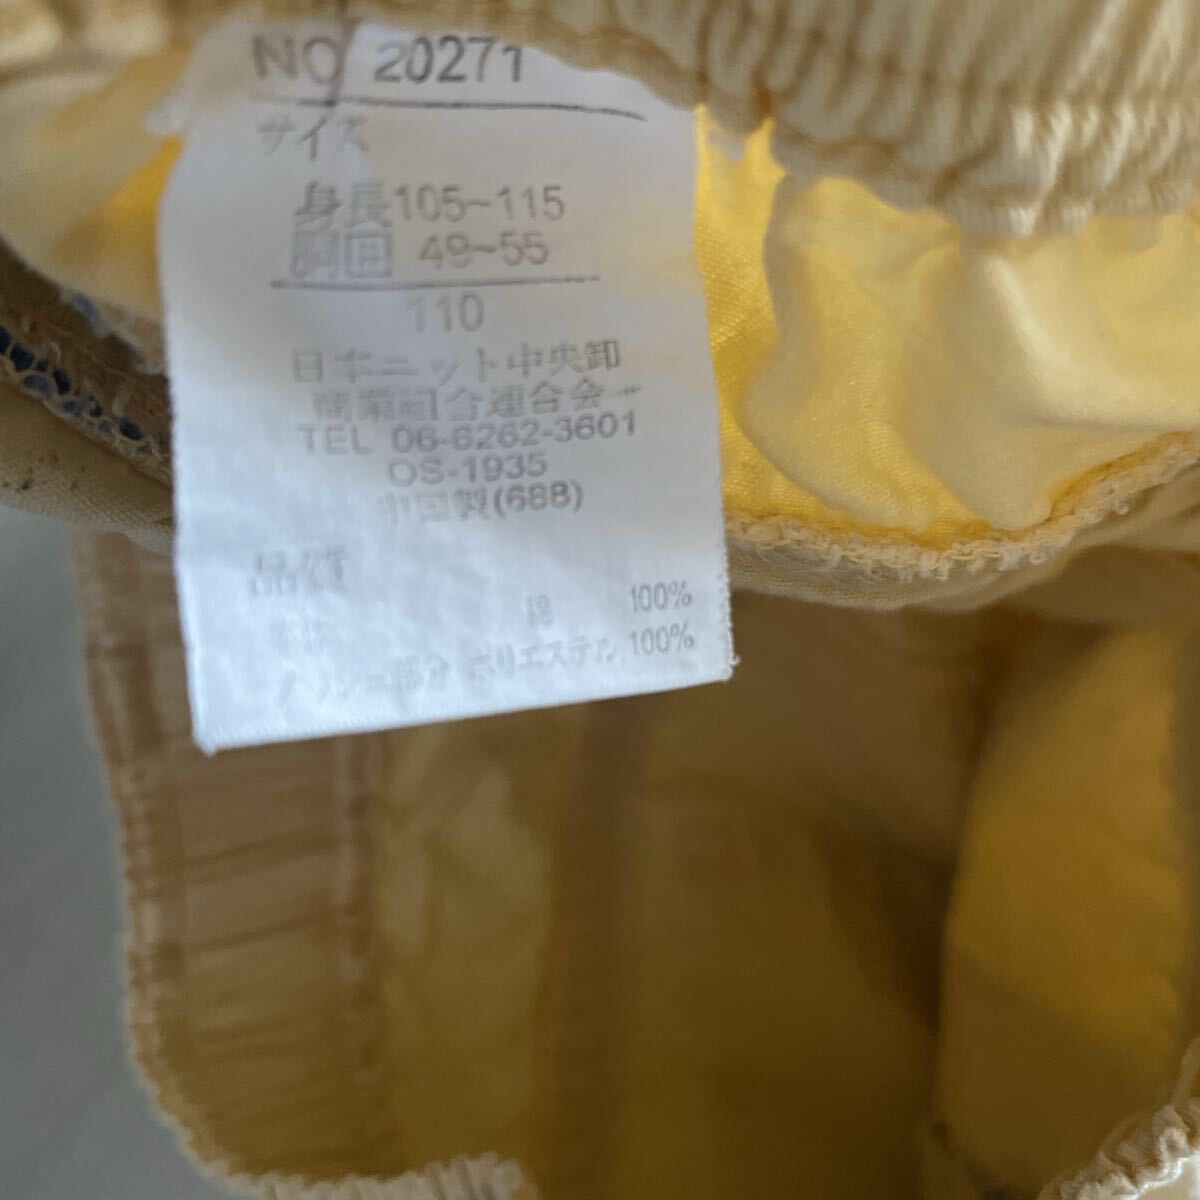 NO 20271
サイズ
身長105~115
胸囲 49~55
110
日本ニット中央卸
商業組合連合会
TEL 06-6262-3601
OS-1935
中国製(688)
品質
本体 綿 100%
メッシュ部分 ポリエステル 100%